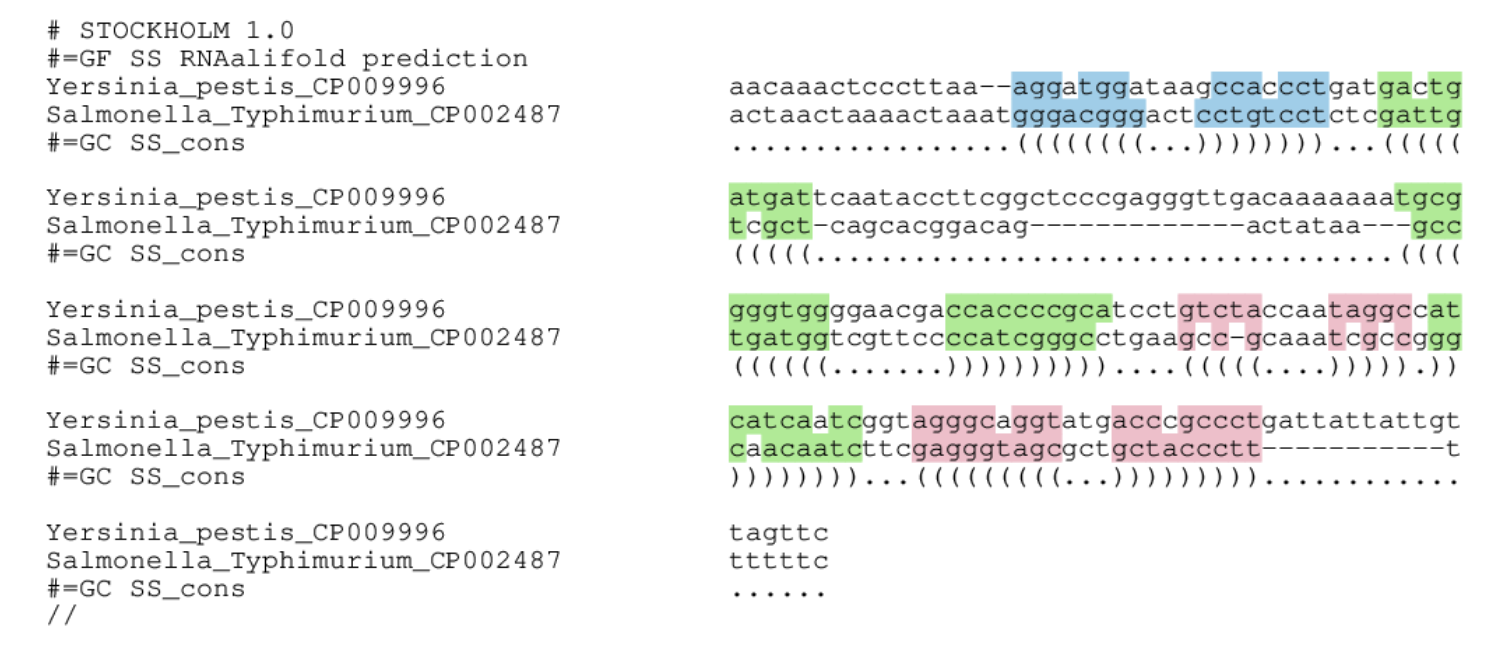 # STOCKHOLM 1.0
#=GF SS RNAalifold prediction
Yersinia_pestis_CP009996 aacaaactcccttaa--aggatggataagccaccctgatgactg
Salmonella_Typhimurium_CP002487 actaactaaaactaaatgggacgggactcctgtcctctcgattg
#=GC SS_cons .................((((((((...))))))))...(((((
Yersinia_pestis_CP009996 atgattcaataccttcggctcccgagggttgacaaaaaaatgcg
Salmonella_Typhimurium_CP002487 tcgct-cagcacggacag-------------actataa---gcc
#=GC SS_cons (((((...................................((((
Yersinia_pestis_CP009996 gggtggggaacgaccaccccgcatcctgtctaccaataggccat
Salmonella_Typhimurium_CP002487 tgatggtcgttccccatcgggcctgaagcc-gcaaatcgccggg
#=GC SS_cons ((((((.......))))))))))....(((((....))))).))
Yersinia_pestis_CP009996 catcaatcggtagggcaggtatgacccgccctgattattattgt
Salmonella_Typhimurium_CP002487 caacaatcttcgagggtagcgctgctaccctt-----------t
#=GC SS_cons ))))))))...(((((((((...)))))))))............
Yersinia_pestis_CP009996 tagttc
Salmonella_Typhimurium_CP002487 tttttc
#=GC SS_cons ......
//